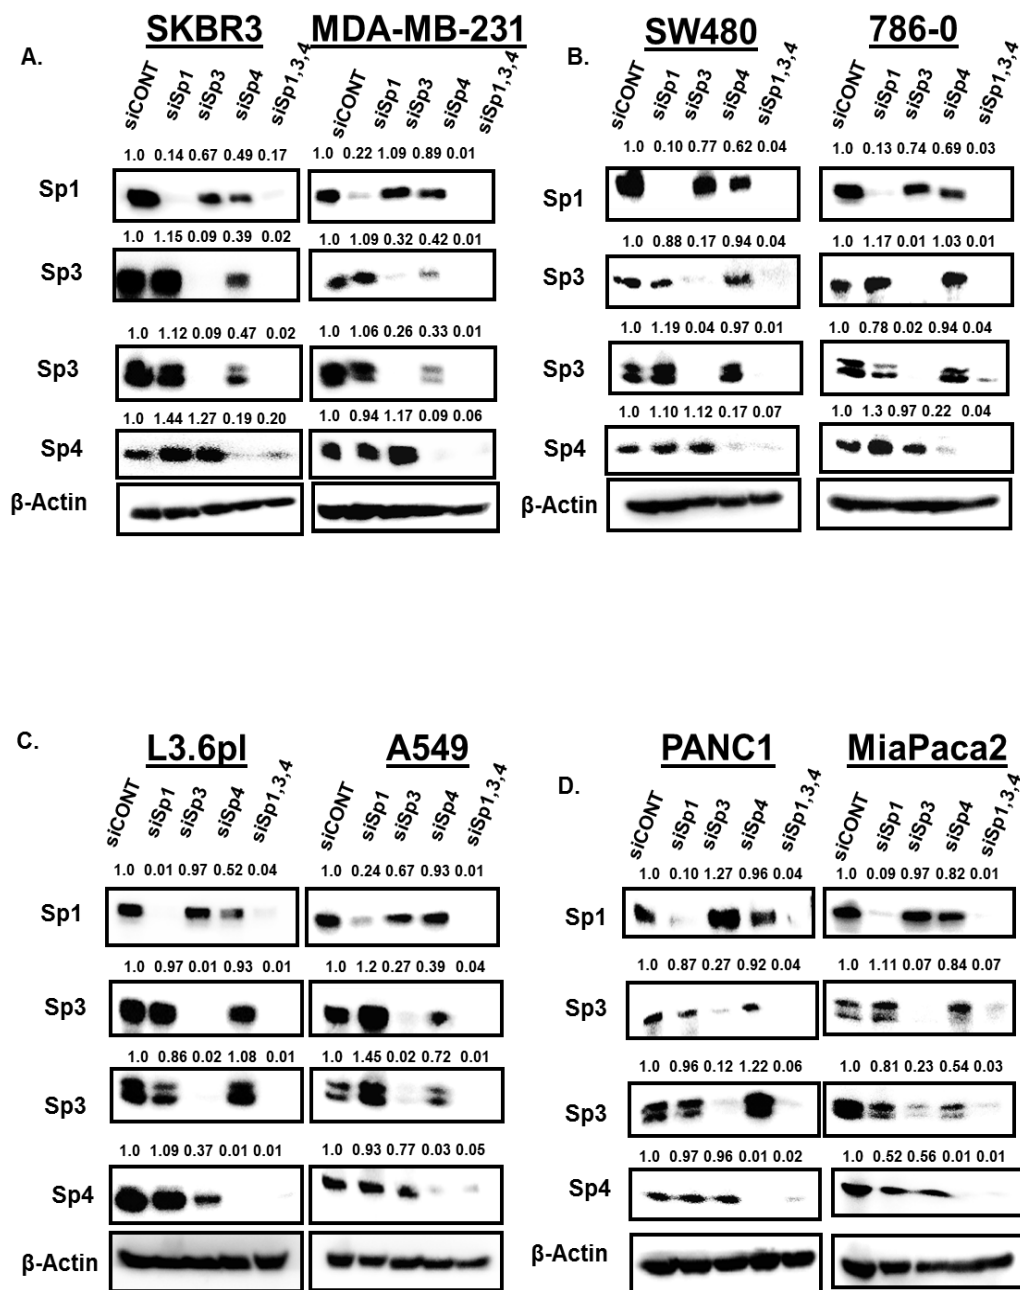 A.
SKBR3 MDA-MB-231
siCONT siSp1 siSp3 siSp4 siSp1,3,4 siCONT siSp1 siSp3 siSp4 siSp1,3,4
1.0 0.14 0.67 0.49 0.17 1.0 0.22 1.09 0.89 0.01
Sp1
1.0 1.15 0.09 0.39 0.02 1.0 1.09 0.32 0.42 0.01
Sp3
1.0 1.12 0.09 0.47 0.02 1.0 1.06 0.26 0.33 0.01
Sp3
1.0 1.44 1.27 0.19 0.20 1.0 0.94 1.17 0.09 0.06
Sp4
β-Actin
B.
SW480 786-0
siCONT siSp1 siSp3 siSp4 siSp1,3,4 siCONT siSp1 siSp3 siSp4 siSp1,3,4
1.0 0.10 0.77 0.62 0.04 1.0 0.13 0.74 0.69 0.03
Sp1
1.0 0.88 0.17 0.94 0.04 1.0 1.17 0.01 1.03 0.01
Sp3
1.0 1.19 0.04 0.97 0.01 1.0 0.78 0.02 0.94 0.04
Sp3
1.0 1.10 1.12 0.17 0.07 1.0 1.3 0.97 0.22 0.04
Sp4
β-Actin
C.
L3.6pl A549
siCONT siSp1 siSp3 siSp4 siSp1,3,4 siCONT siSp1 siSp3 siSp4 siSp1,3,4
1.0 0.01 0.97 0.52 0.04 1.0 0.24 0.67 0.93 0.01
Sp1
1.0 0.97 0.01 0.93 0.01 1.0 1.2 0.27 0.39 0.04
Sp3
1.0 0.86 0.02 1.08 0.01 1.0 1.45 0.02 0.72 0.01
Sp3
1.0 1.09 0.37 0.01 0.01 1.0 0.93 0.77 0.03 0.05
Sp4
β-Actin
D.
PANC1 MiaPaca2
siCONT siSp1 siSp3 siSp4 siSp1,3,4 siCONT siSp1 siSp3 siSp4 siSp1,3,4
1.0 0.10 1.27 0.96 0.04 1.0 0.09 0.97 0.82 0.01
Sp1
1.0 0.87 0.27 0.92 0.04 1.0 1.11 0.07 0.84 0.07
Sp3
1.0 0.96 0.12 1.22 0.06 1.0 0.81 0.23 0.54 0.03
Sp3
1.0 0.97 0.96 0.01 0.02 1.0 0.52 0.56 0.01 0.01
Sp4
β-Actin